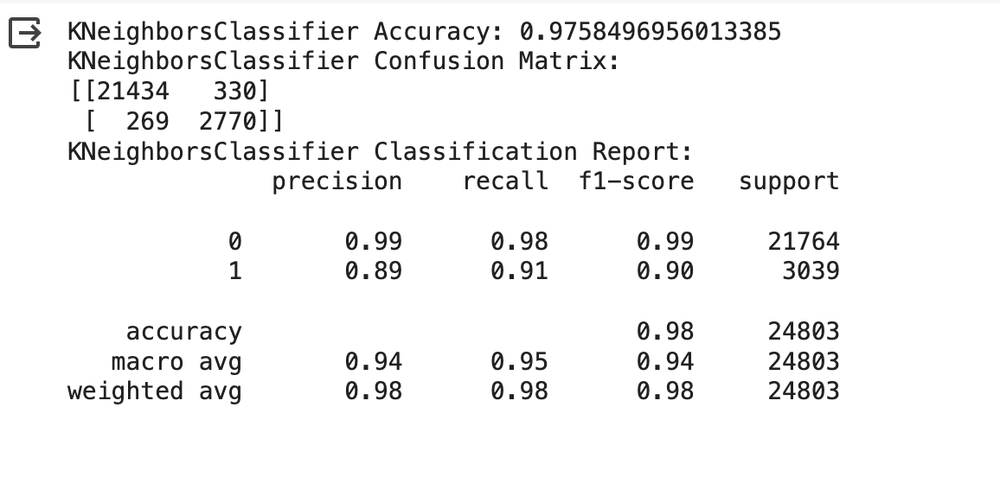 KNeighborsClassifier Accuracy: 0.9758496956013385
KNeighborsClassifier Confusion Matrix:
[[21434   330]
 [  269  2770]]
KNeighborsClassifier Classification Report:
              precision    recall  f1-score   support

           0       0.99      0.98      0.99     21764
           1       0.89      0.91      0.90      3039

    accuracy                           0.98     24803
   macro avg       0.94      0.95      0.94     24803
weighted avg       0.98      0.98      0.98     24803